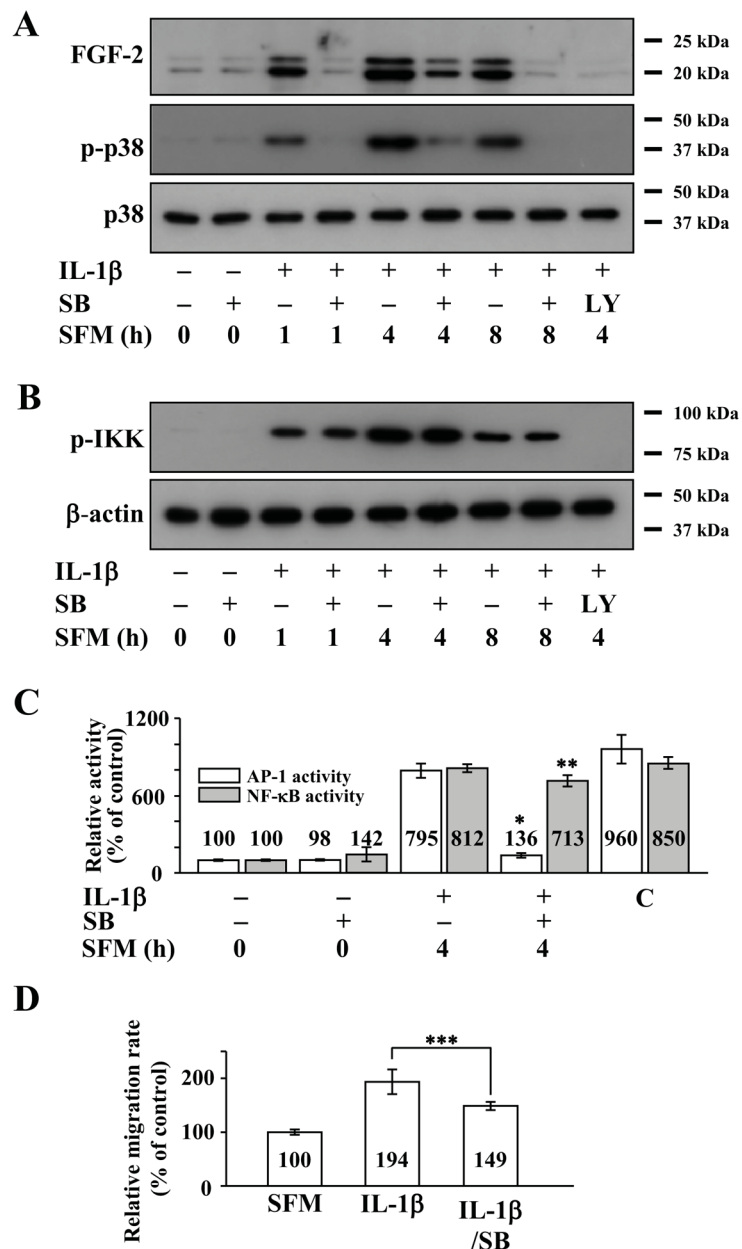 A
FGF-2
25 kDa
20 kDa
p-p38
50 kDa
37 kDa
p38
50 kDa
37 kDa
IL-1β – – + + + + + + +
SB – + – + – + – + LY
SFM (h) 0 0 1 1 4 4 8 8 4
B
p-IKK
100 kDa
75 kDa
β-actin
50 kDa
37 kDa
IL-1β – – + + + + + + +
SB – + – + – + – + LY
SFM (h) 0 0 1 1 4 4 8 8 4
C
Relative activity
(% of control)
1200
600
0
AP-1 activity
NF-κB activity
100 100 98 142 795 812 136 713 960 850
* **
IL-1β – – + + C
SB – + – +
SFM (h) 0 0 4 4
D
Relative migration rate
(% of control)
200
100
0
***
100 194 149
SFM IL-1β IL-1β
/SB